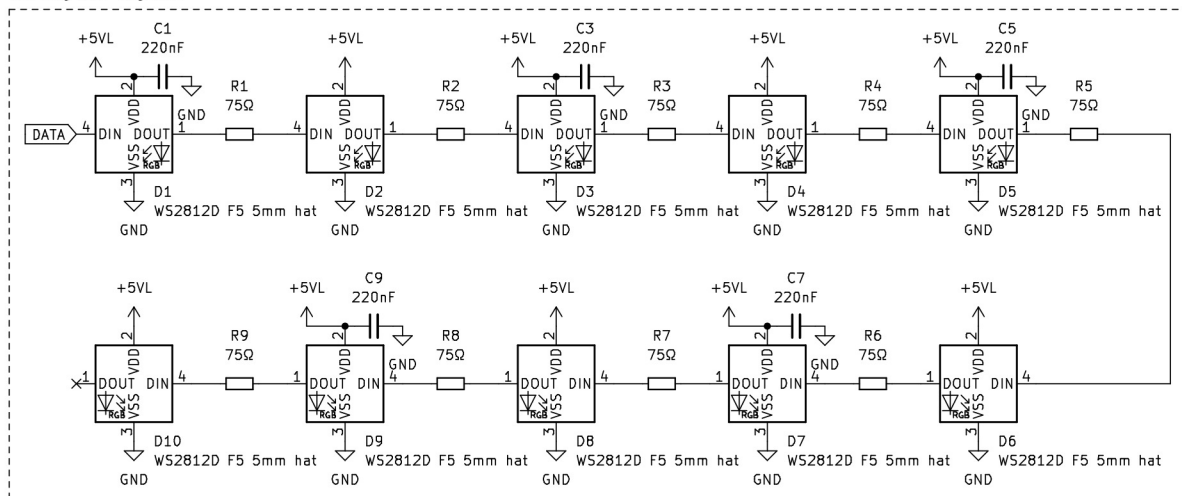 C1
C3
C5
+5VL 220nF +5VL +5VL 220nF +5VL +5VL 220nF
2 R1 2 R2 2 R3 2 R4 2 R5
GND GND GND
75Ω 75Ω 75Ω 75Ω 75Ω
VDD VDD VDD VDD VDD
DATA 4 DIN DOUT 1 4 DIN DOUT 1 4 DIN DOUT 1 4 DIN DOUT 1 4 DIN DOUT 1
VSS RGB VSS RGB VSS RGB VSS RGB VSS RGB
3 D1 3 D2 3 D3 3 D4 3 D5
WS2812D F5 5mm hat WS2812D F5 5mm hat WS2812D F5 5mm hat WS2812D F5 5mm hat WS2812D F5 5mm hat
GND GND GND GND GND
C9 C7
+5VL +5VL 220nF +5VL +5VL 220nF +5VL
2 R9 2 R8 2 R7 2 R6 2
75Ω 75Ω 75Ω 75Ω
GND GND
VDD VDD VDD VDD VDD
1 DOUT DIN 4 1 DOUT DIN 4 1 DOUT DIN 4 1 DOUT DIN 4 1 DOUT DIN 4
RGB VSS RGB VSS RGB VSS RGB VSS RGB VSS
3 D10 3 D9 3 D8 3 D7 3 D6
WS2812D F5 5mm hat WS2812D F5 5mm hat WS2812D F5 5mm hat WS2812D F5 5mm hat WS2812D F5 5mm hat
GND GND GND GND GND